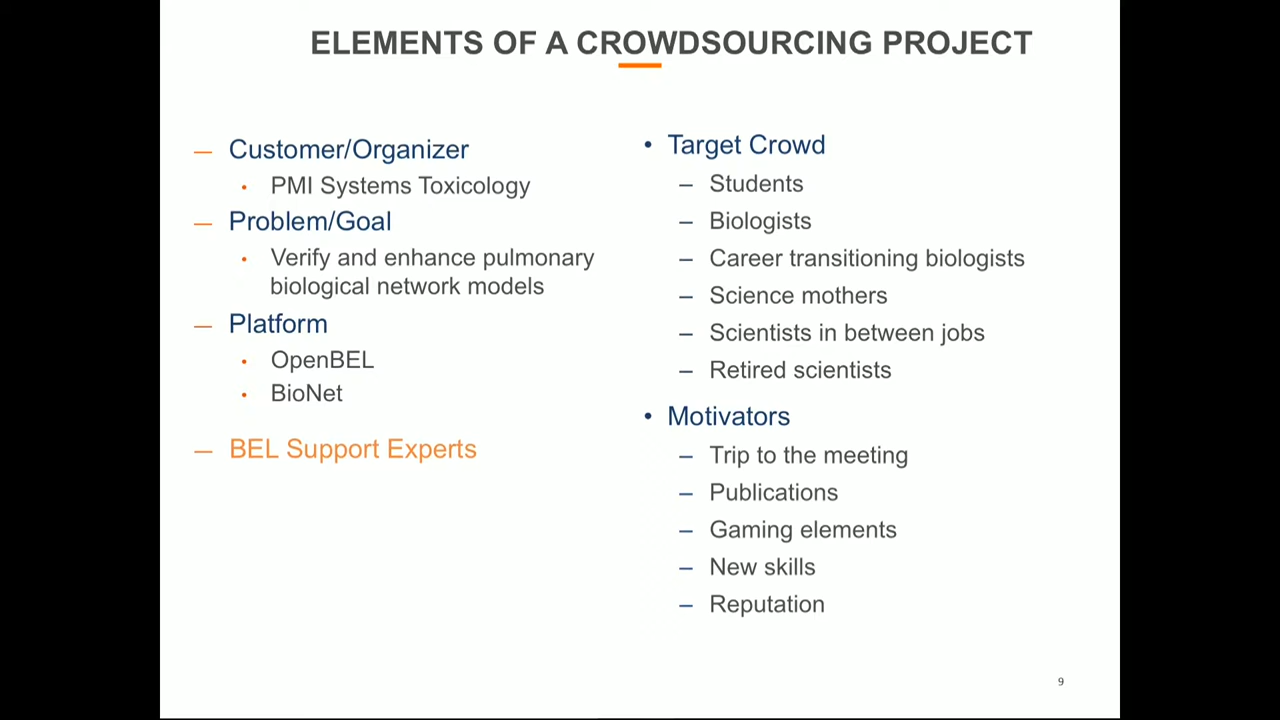 ELEMENTS OF A CROWDSOURCING PROJECT
— Customer/Organizer
• PMI Systems Toxicology
— Problem/Goal
• Verify and enhance pulmonary
biological network models
— Platform
• OpenBEL
• BioNet
— BEL Support Experts
• Target Crowd
– Students
– Biologists
– Career transitioning biologists
– Science mothers
– Scientists in between jobs
– Retired scientists
• Motivators
– Trip to the meeting
– Publications
– Gaming elements
– New skills
– Reputation
9